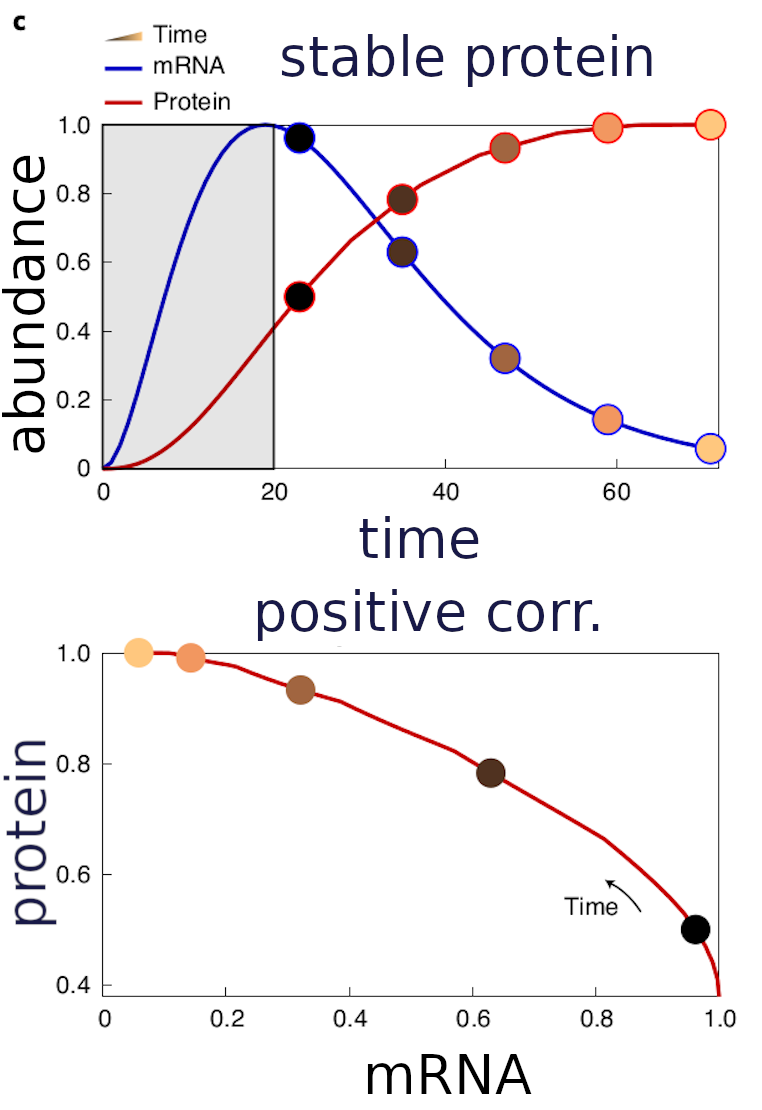 c
Time
mRNA
Protein
stable protein
1.0
0.8
0.6
0.4
0.2
0
abundance
0 20 40 60
time
positive corr.
1.0
0.8
0.6
0.4
protein
Time
0 0.2 0.4 0.6 0.8 1.0
mRNA